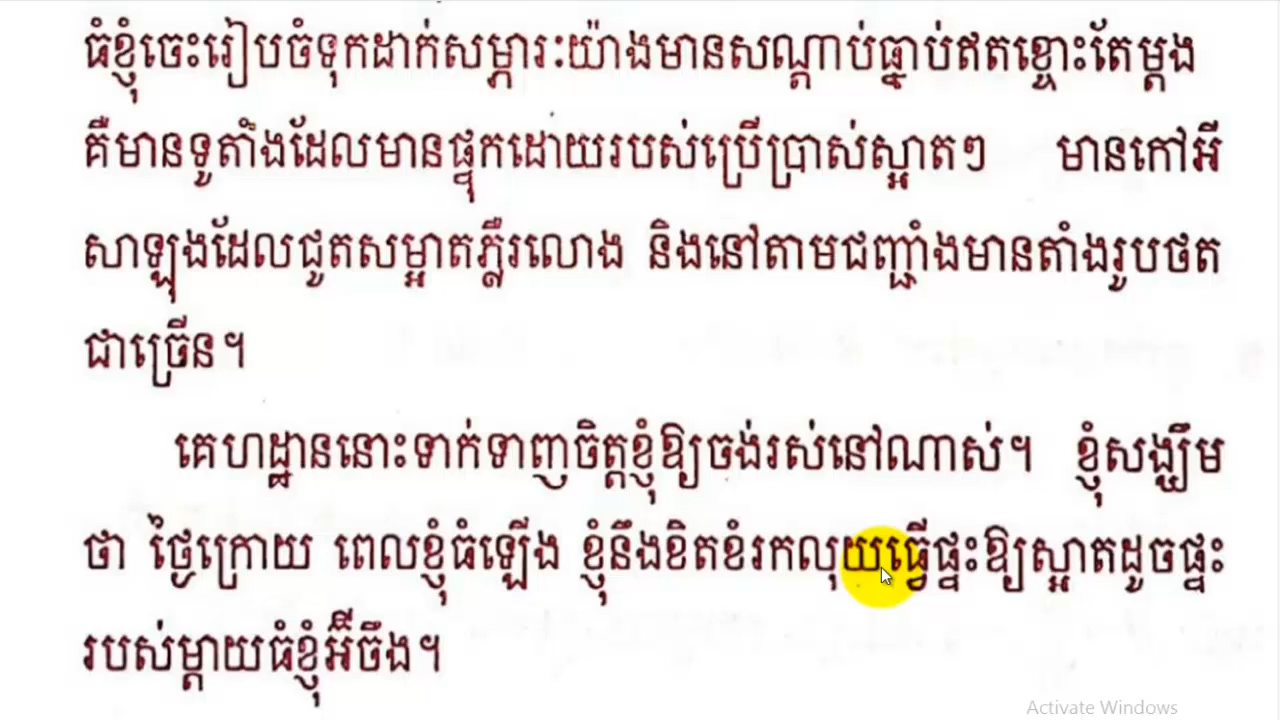 ធំខ្ញុំចេះរៀបចំទុកដាក់សម្ភារៈយ៉ាងមានសណ្ដាប់ធ្នាប់ឥតខ្ចោះតែម្ដង
គឺមានទូតាំងដែលមានផ្ទុកដោយរបស់ប្រើប្រាស់ស្អាតៗ មានកៅអី
សាឡុងដែលជូតសម្អាតភ្លឺរលោង និងនៅតាមជញ្ជាំងមានតាំងរូបថត
ជាច្រើន។
គេហដ្ឋាននោះទាក់ទាញចិត្តខ្ញុំឱ្យចង់រស់នៅណាស់។ ខ្ញុំសង្ឃឹម
ថា ថ្ងៃក្រោយ ពេលខ្ញុំធំឡើង ខ្ញុំនឹងខិតខំរកលុយធ្វើផ្ទះឱ្យស្អាតដូចផ្ទះ
របស់ម្ដាយធំខ្ញុំអ៊ីចឹង។
Activate Windows